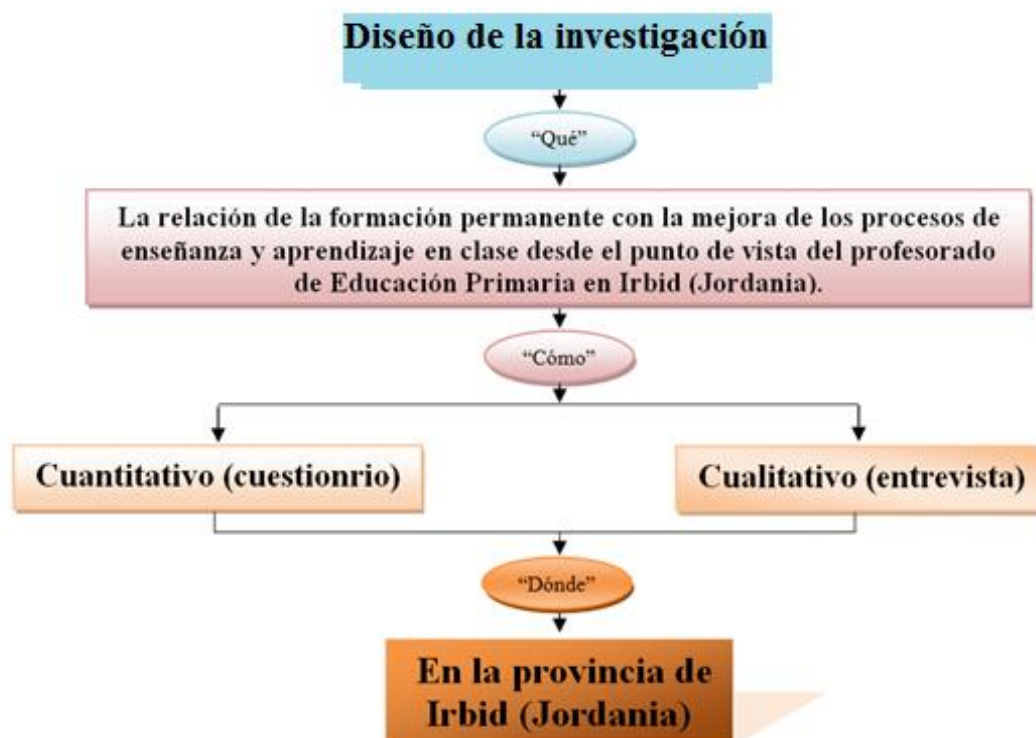 Diseño de la investigación
“Qué”
La relación de la formación permanente con la mejora de los procesos de
enseñanza y aprendizaje en clase desde el punto de vista del profesorado
de Educación Primaria en Irbid (Jordania).
“Cómo”
Cuantitativo (cuestionrio)
Cualitativo (entrevista)
“Dónde”
En la provincia de
Irbid (Jordania)